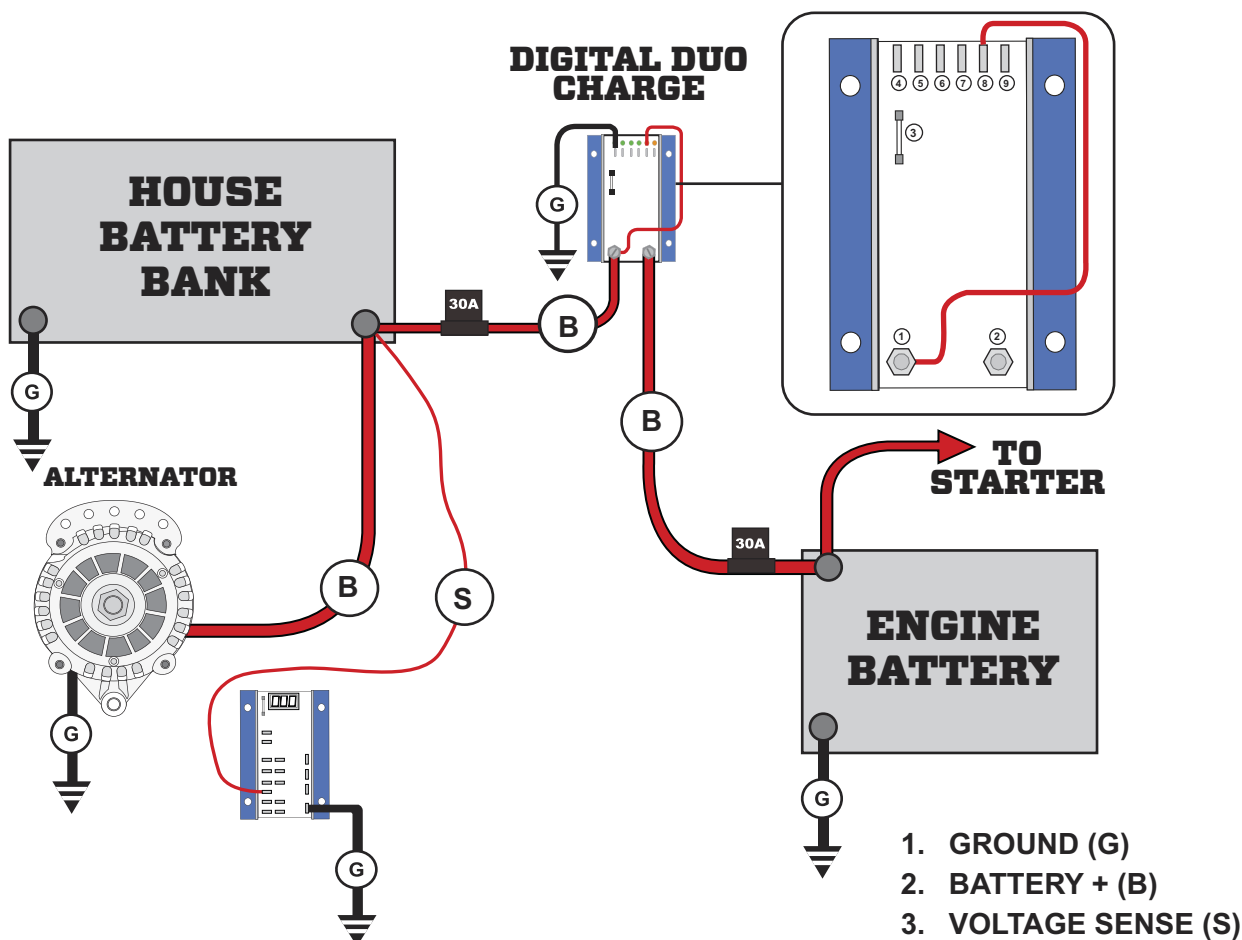 DIGITAL DUO
CHARGE
4 5 6 7 8 9
3
1 2
HOUSE
BATTERY
BANK
G
30A
B
G
B
TO
STARTER
ALTERNATOR
30A
B
S
ENGINE
BATTERY
G
G
G
1. GROUND (G)
2. BATTERY + (B)
3. VOLTAGE SENSE (S)